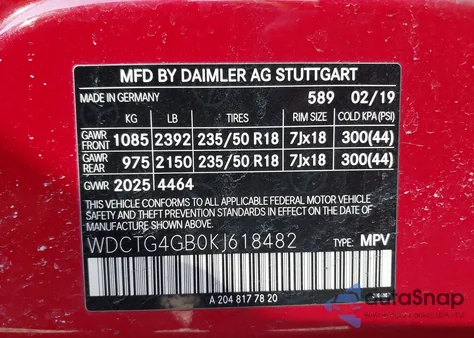 MFD BY DAIMLER AG STUTTGART
MADE IN GERMANY 589 02/19
KG LB TIRES RIM SIZE COLD KPA(PSI)
GAWR FRONT 1085 2392 235/50 R18 7Jx18 300(44)
GAWR REAR 975 2150 235/50 R18 7Jx18 300(44)
GVWR 2025 4464
THIS VEHICLE CONFORMS TO ALL APPLICABLE FEDERAL MOTOR VEHICLE
SAFETY AND THEFT PREVENTION STANDARDS IN EFFECT ON THE DATE
OF MANUFACTURE SHOWN ABOVE.
WDCTG4GB0KJ618482 TYPE: MPV
A 204 817 78 20
autoSnap